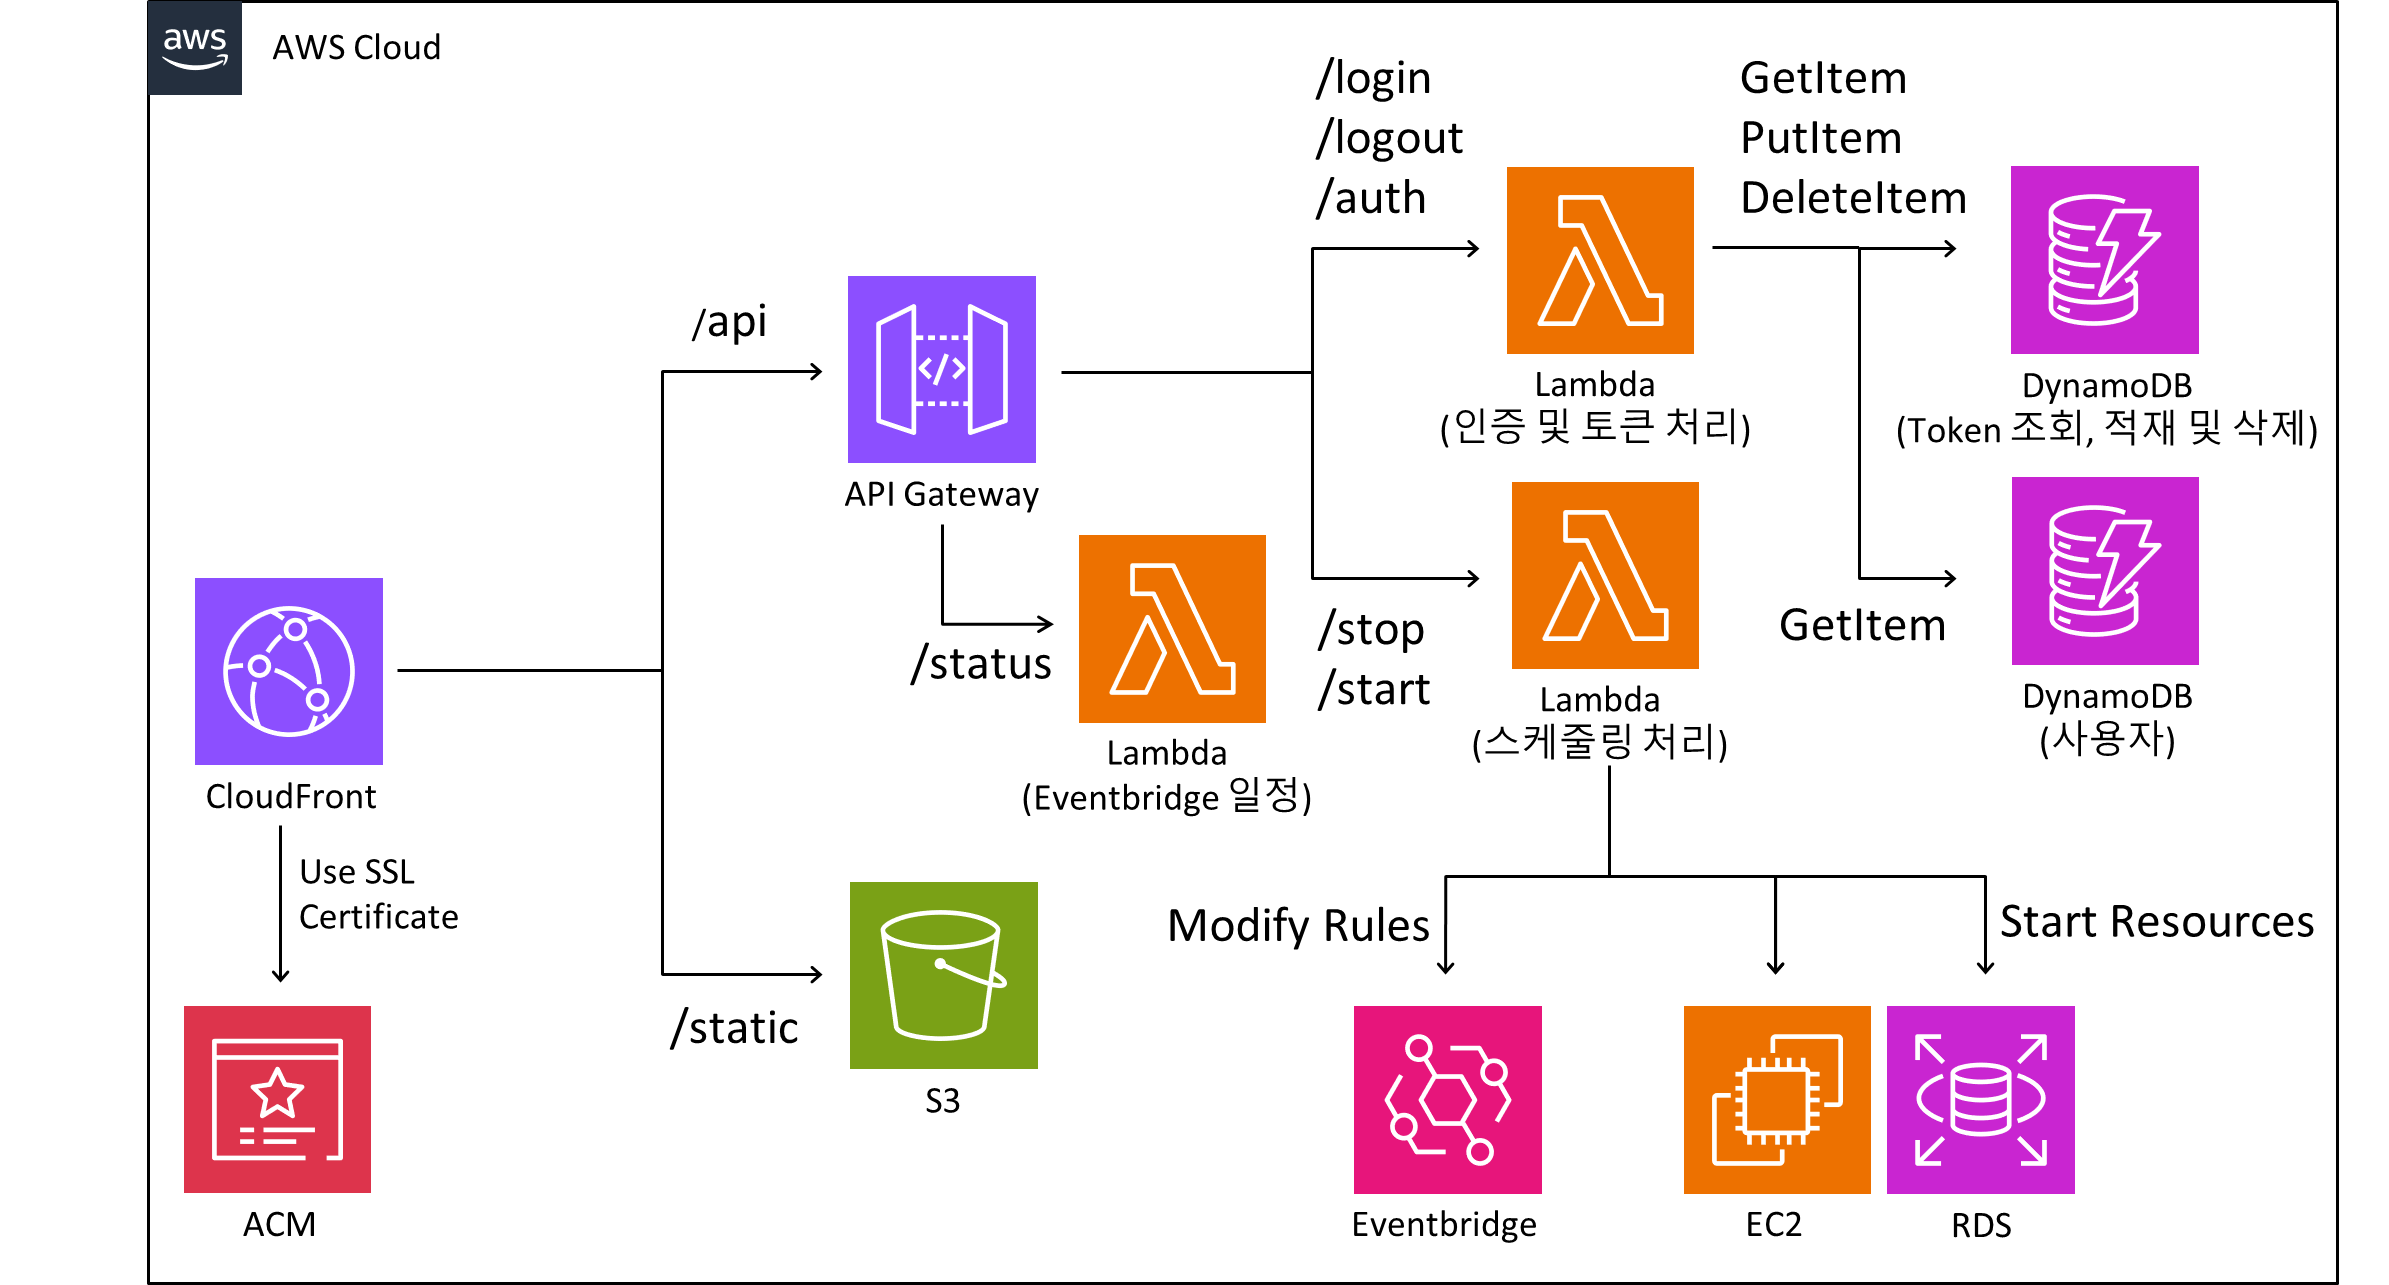 aws
AWS Cloud
/login
/logout
/auth
GetItem
PutItem
DeleteItem
/api
API Gateway
Lambda
(인증 및 토큰 처리)
DynamoDB
(Token 조회, 적재 및 삭제)
/status
Lambda
(Eventbridge 일정)
/stop
/start
Lambda
(스케줄링 처리)
GetItem
DynamoDB
(사용자)
CloudFront
Use SSL
Certificate
ACM
/static
S3
Modify Rules
Start Resources
Eventbridge
EC2
RDS